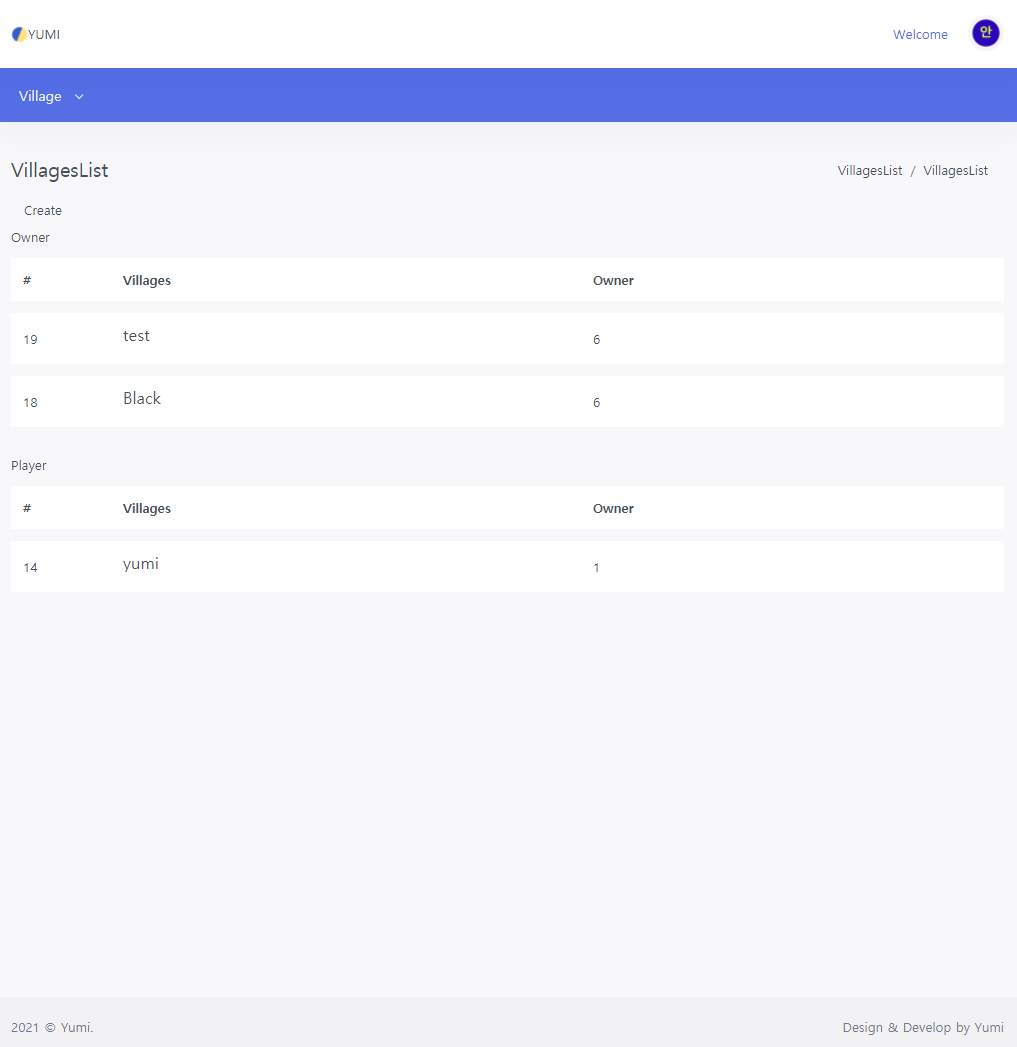 YUMI Welcome 안
Village
VillagesList VillagesList / VillagesList
Create
Owner
# Villages Owner
19 test 6
18 Black 6
Player
# Villages Owner
14 yumi 1
2021 © Yumi. Design & Develop by Yumi